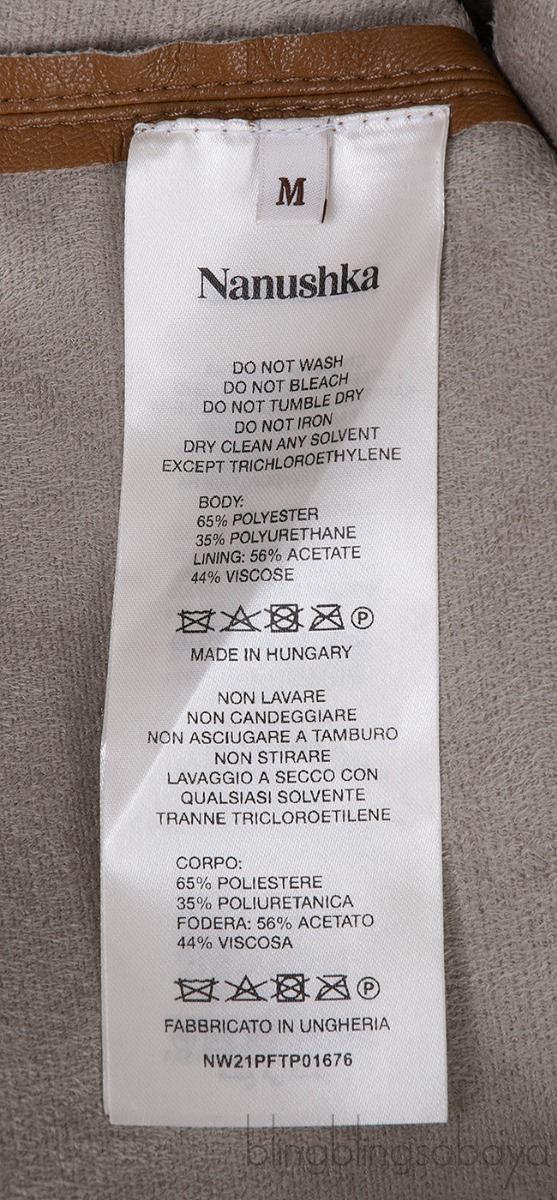 M
Nanushka
DO NOT WASH
DO NOT BLEACH
DO NOT TUMBLE DRY
DO NOT IRON
DRY CLEAN ANY SOLVENT
EXCEPT TRICHLOROETHYLENE
BODY:
65% POLYESTER
35% POLYURETHANE
LINING: 56% ACETATE
44% VISCOSE
P
MADE IN HUNGARY
NON LAVARE
NON CANDEGGIARE
NON ASCIUGARE A TAMBURO
NON STIRARE
LAVAGGIO A SECCO CON
QUALSIASI SOLVENTE
TRANNE TRICLOROETILENE
CORPO:
65% POLIESTERE
35% POLIURETANICA
FODERA: 56% ACETATO
44% VISCOSA
P
FABBRICATO IN UNGHERIA
NW21PFTP01676
blingblingsabaya